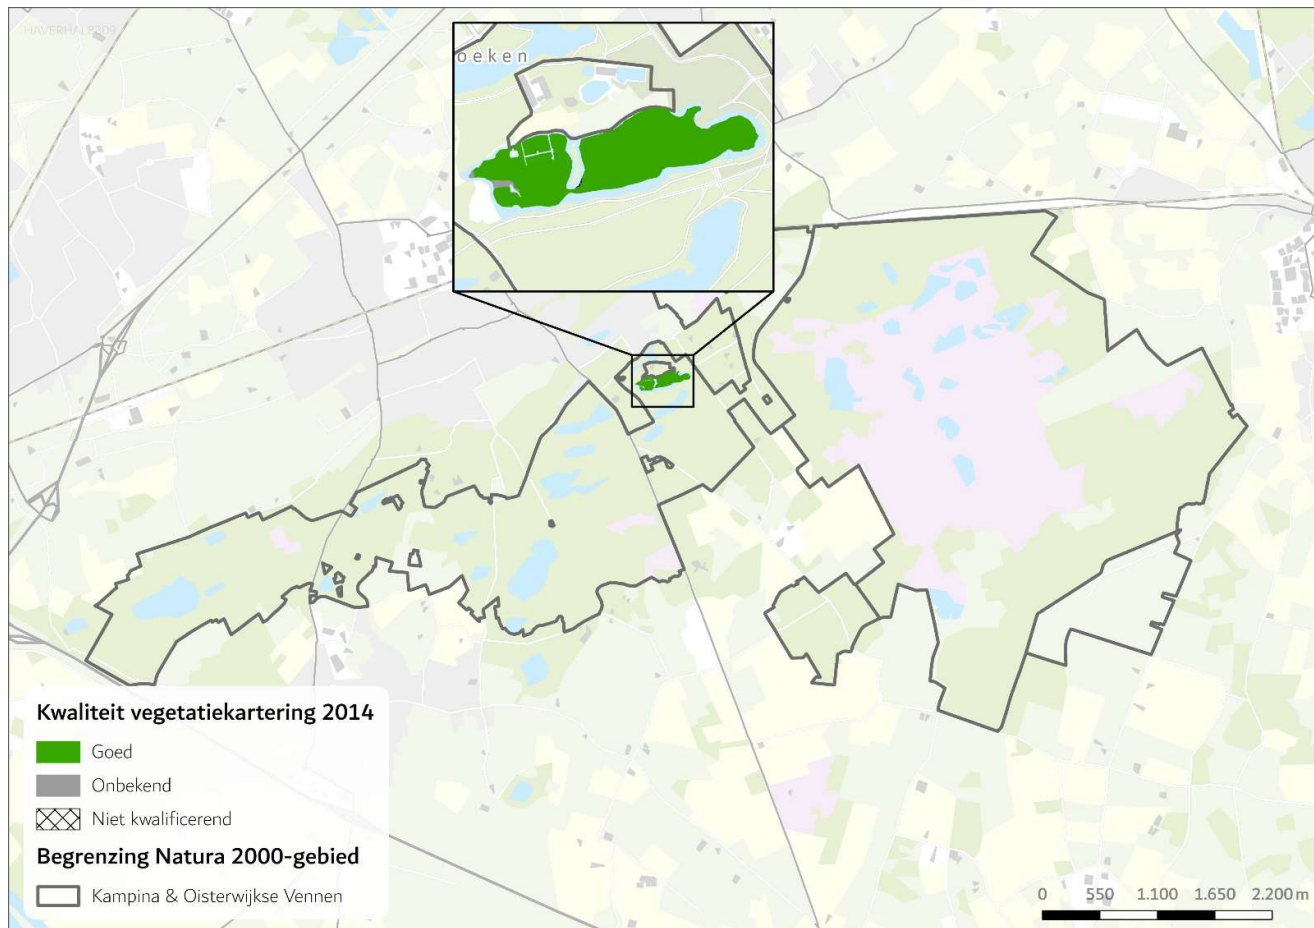 HAVERHALBE09
oeken
Kwaliteit vegetatiekartering 2014
Goed
Onbekend
Niet kwalificerend
Begrenzing Natura 2000-gebied
Kampina & Oisterwijkse Vennen
0 550 1.100 1.650 2.200 m